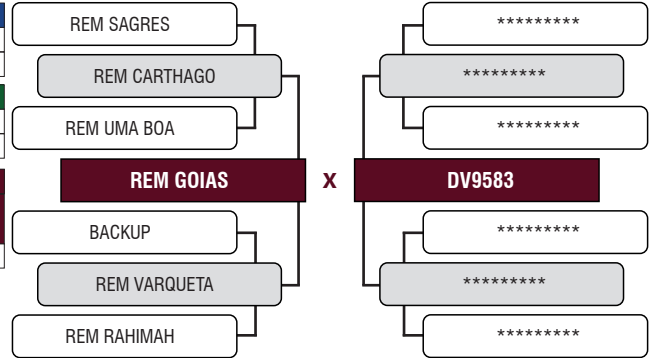 REM SAGRES
*********
REM CARTHAGO
*********
REM UMA BOA
*********
REM GOIAS X DV9583
BACKUP
*********
REM VARQUETA
*********
REM RAHIMAH
*********